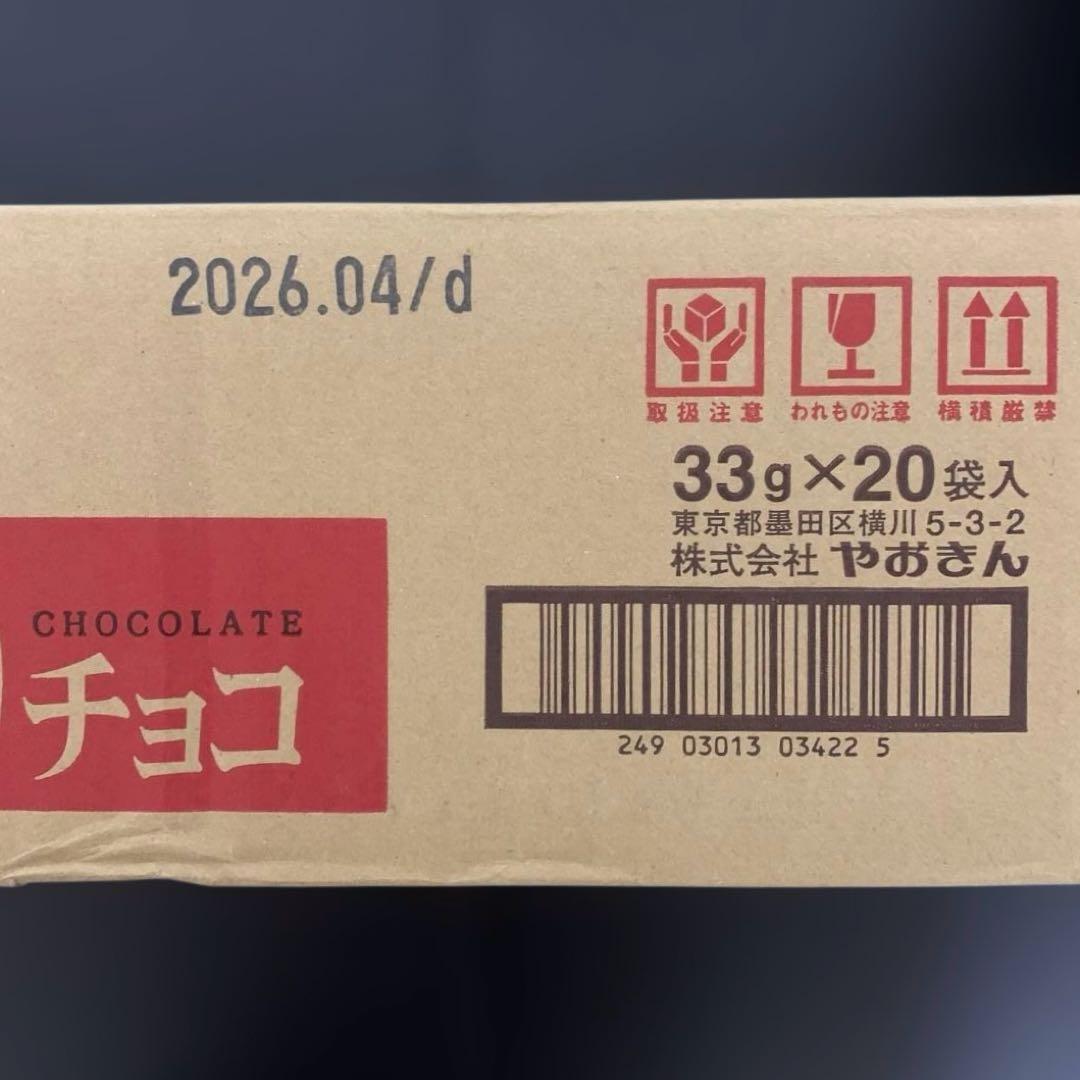 2026.04/d
取扱注意 われもの注意 横積厳禁
33g×20袋入
東京都墨田区横川5-3-2
株式会社 やおきん
CHOCOLATE
チョコ
249 03013 03422 5